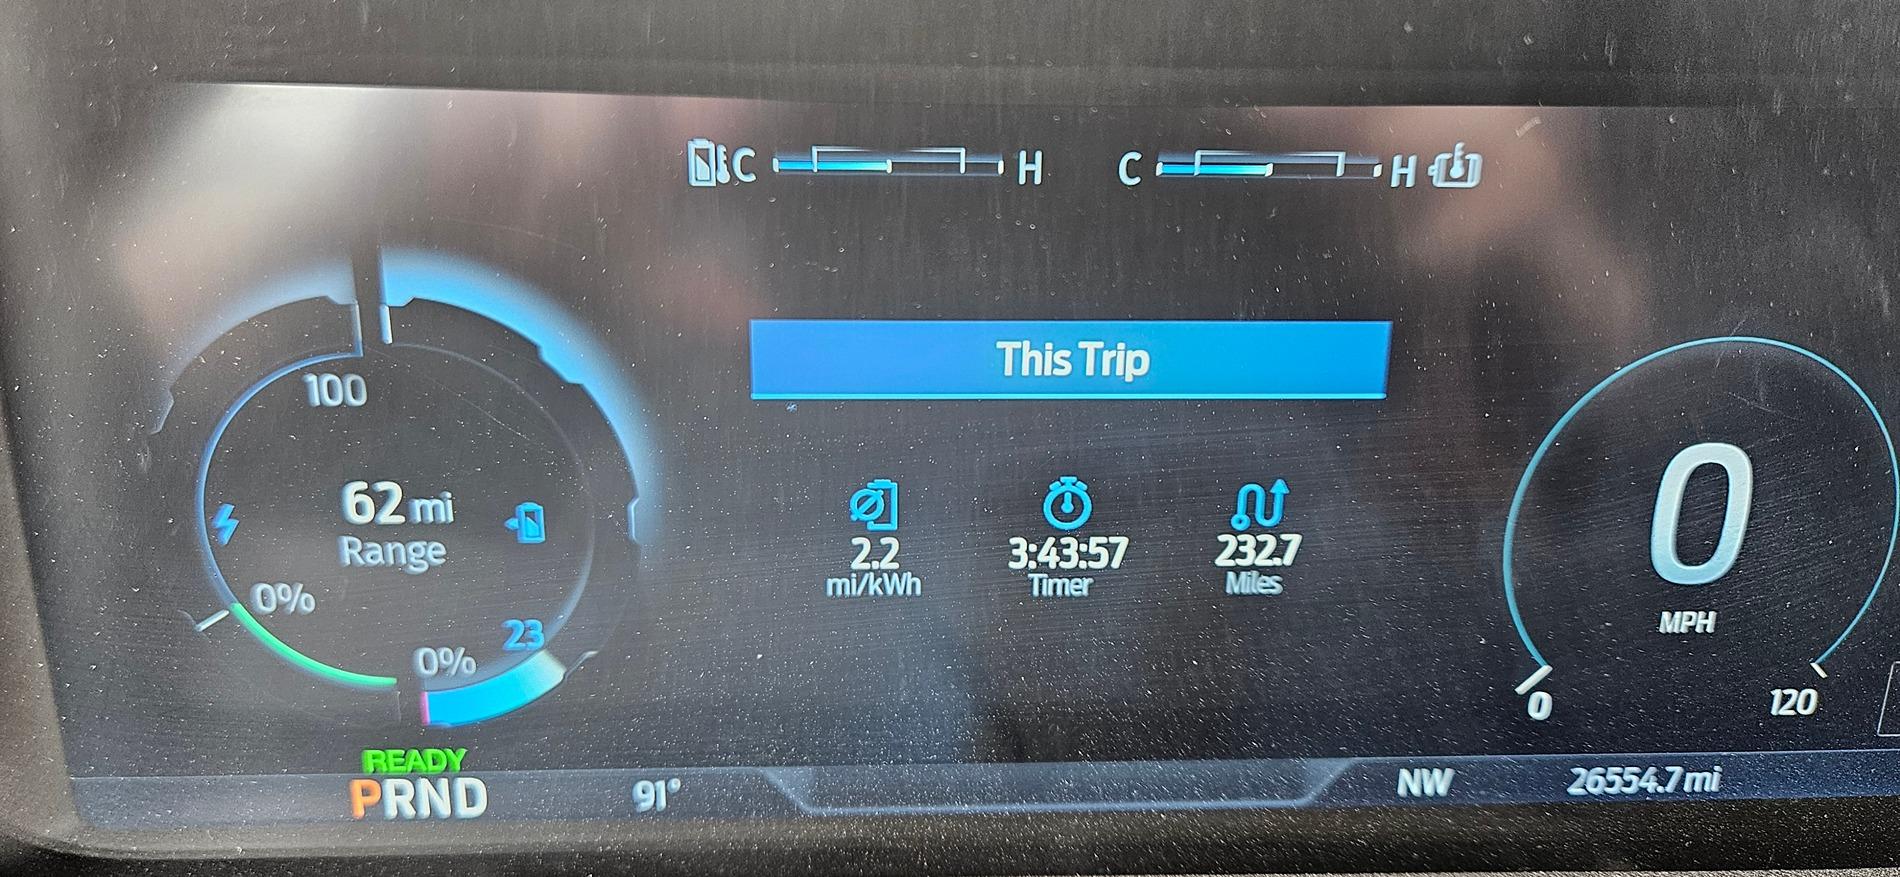 C H
C H
This Trip
100
62 mi
Range
0%
0%
23
2.2
mi/kWh
3:43:57
Timer
232.7
Miles
0
MPH
0
120
READY
PRND
91°
NW
26554.7 mi